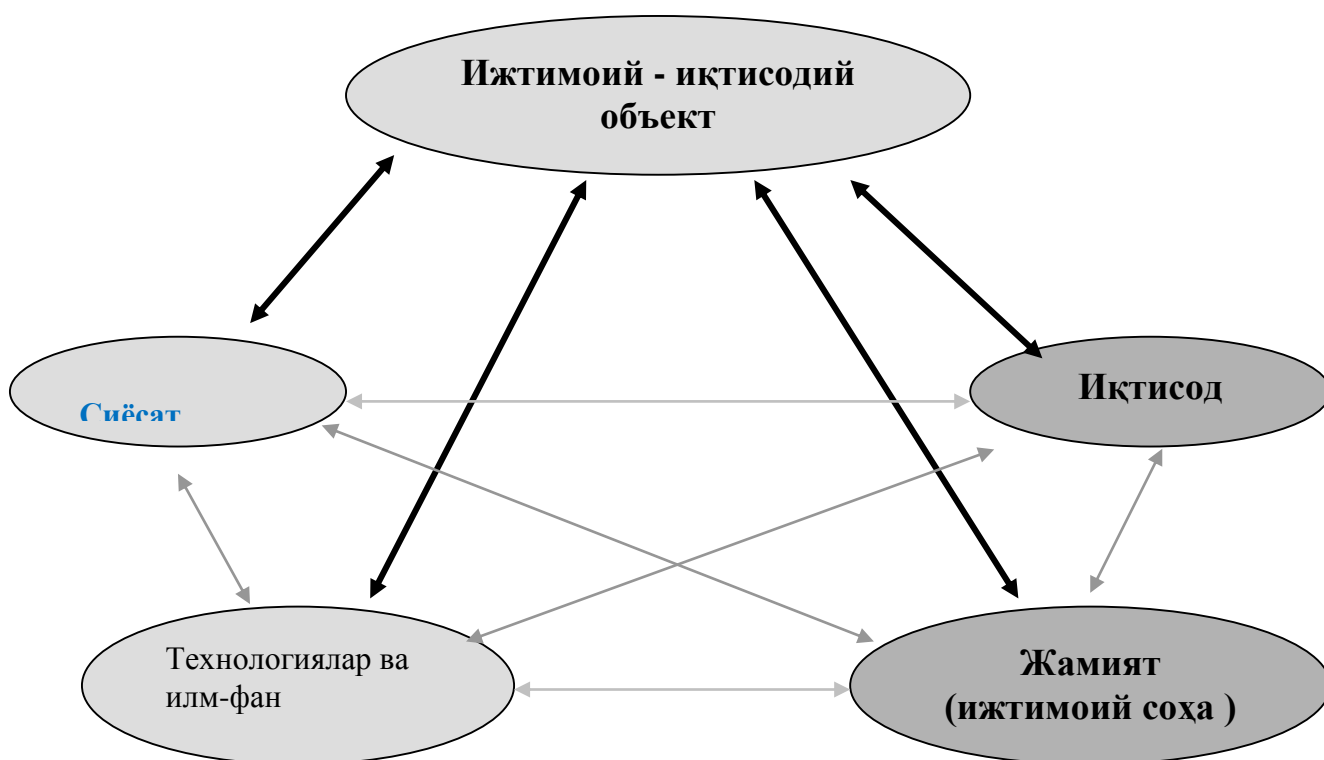 Ижтимоий - иқтисодий
объект
Сиёсат
Иқтисод
Технологиялар ва
илм-фан
Жамият
(ижтимоий соҳа )